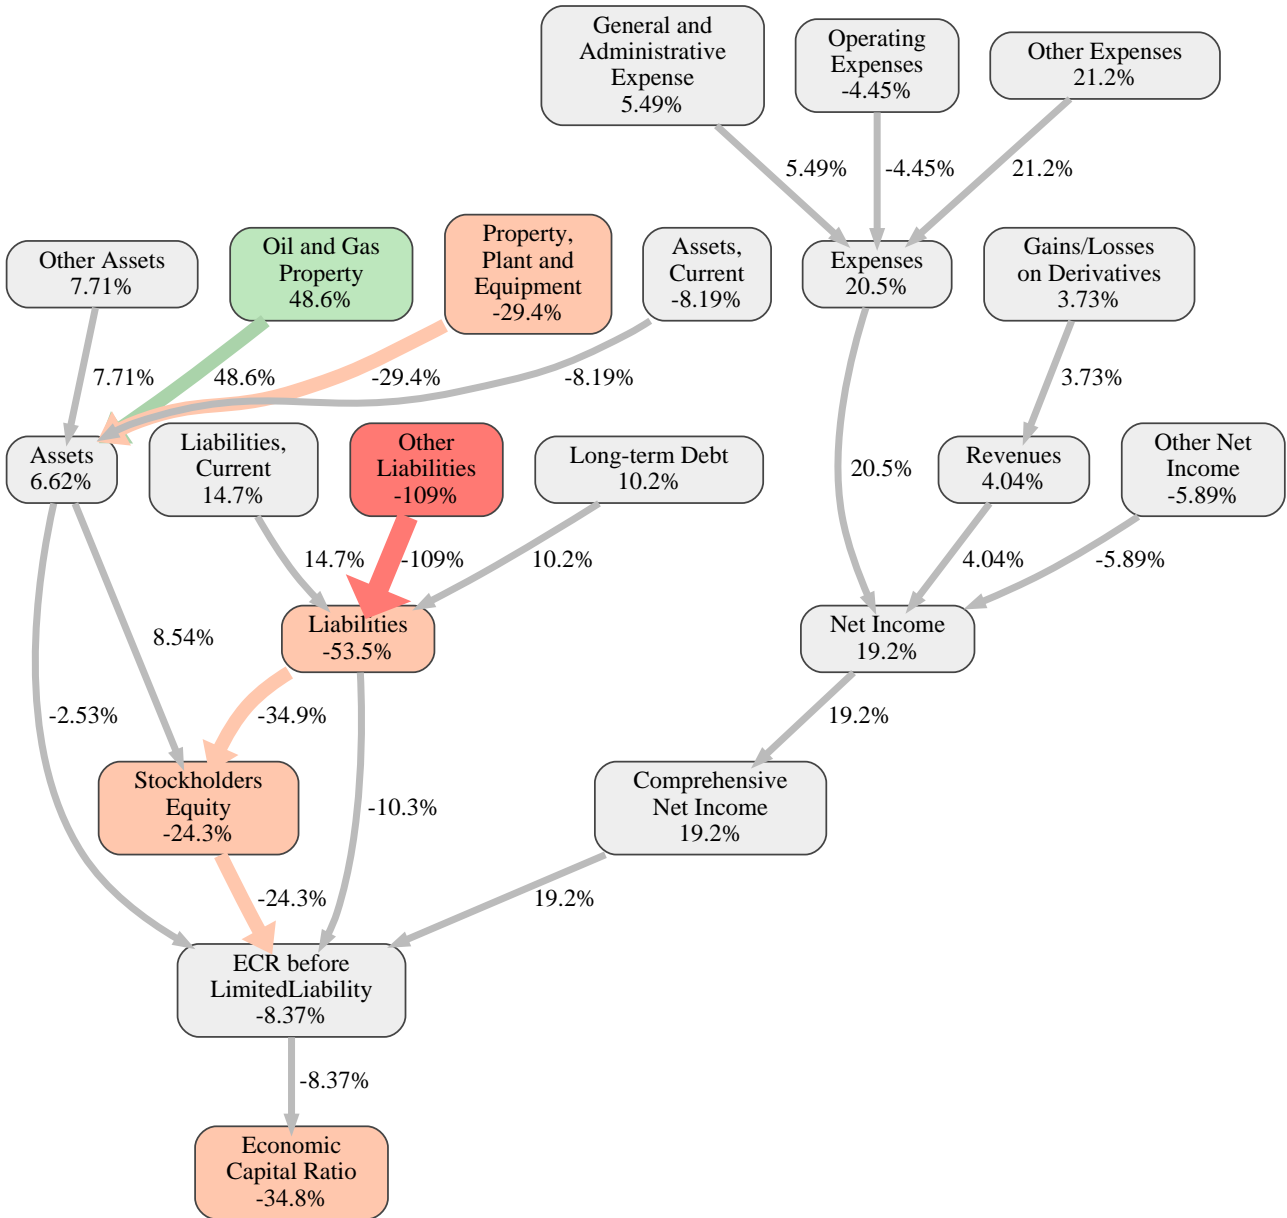 General and
Administrative
Expense
5.49%
Operating
Expenses
-4.45%
Other Expenses
21.2%
5.49%
-4.45%
21.2%
Other Assets
7.71%
Oil and Gas
Property
48.6%
Property,
Plant and
Equipment
-29.4%
Assets,
Current
-8.19%
Expenses
20.5%
Gains/Losses
on Derivatives
3.73%
7.71%
48.6%
-29.4%
-8.19%
3.73%
Assets
6.62%
Liabilities,
Current
14.7%
Other
Liabilities
-109%
Long-term Debt
10.2%
20.5%
Revenues
4.04%
Other Net
Income
-5.89%
14.7%
-109%
10.2%
4.04%
-5.89%
8.54%
Liabilities
-53.5%
Net Income
19.2%
-2.53%
-34.9%
19.2%
Stockholders
Equity
-24.3%
-10.3%
Comprehensive
Net Income
19.2%
-24.3%
19.2%
ECR before
LimitedLiability
-8.37%
-8.37%
Economic
Capital Ratio
-34.8%